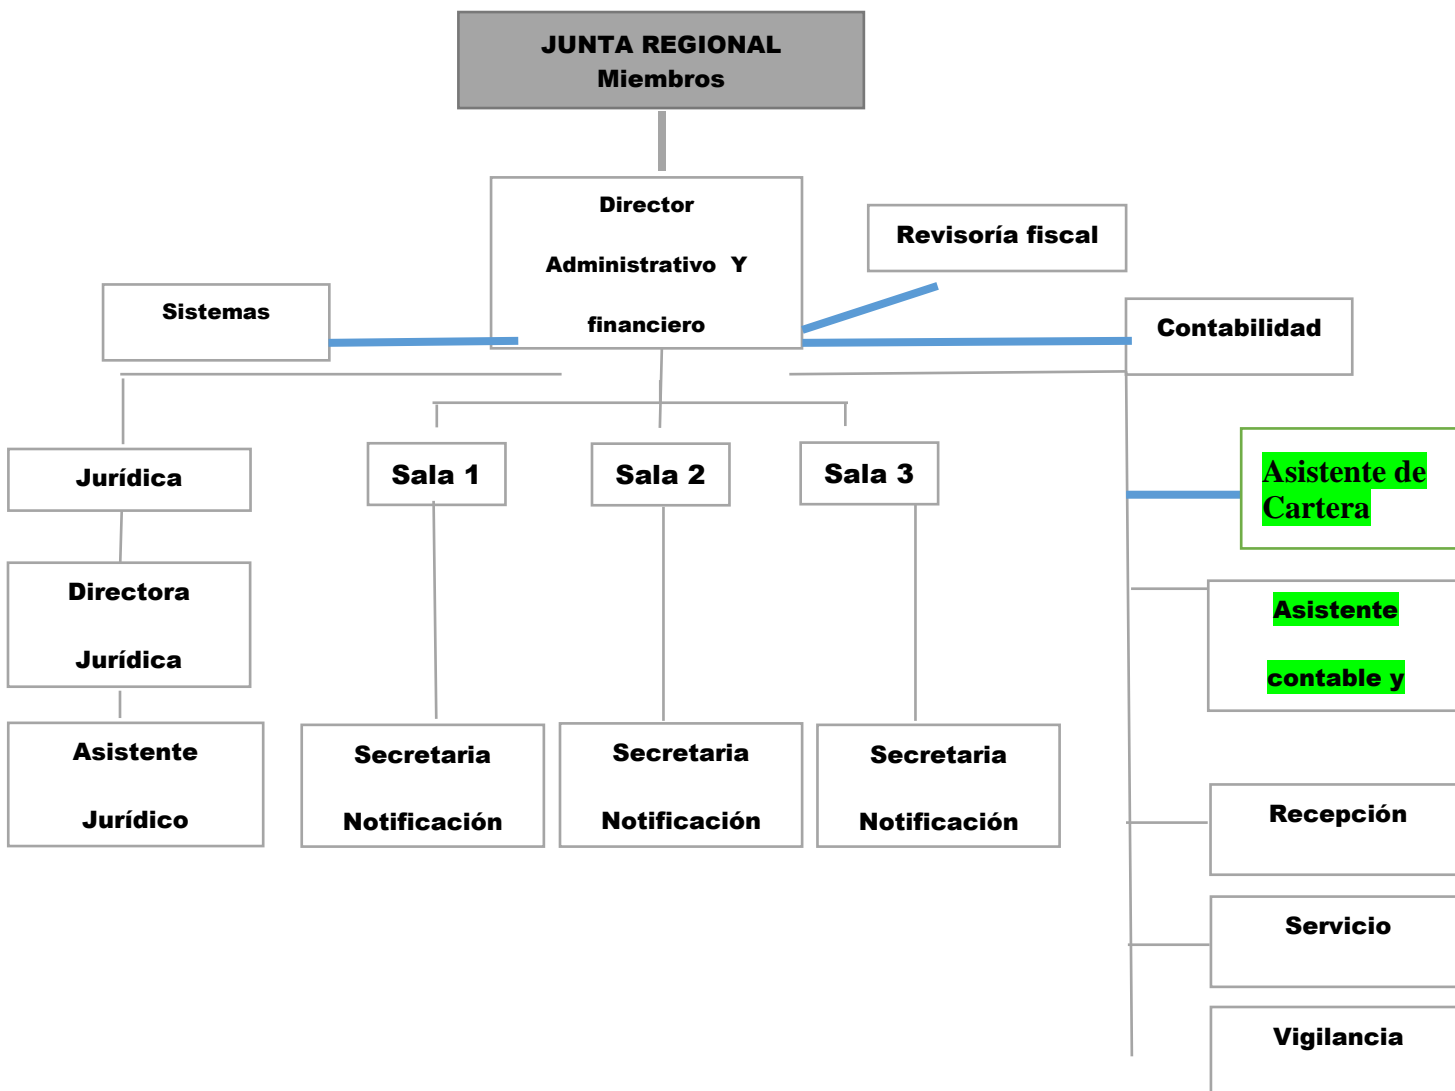 JUNTA REGIONAL
Miembros
Director
Administrativo Y
financiero
Revisoría fiscal
Sistemas
Contabilidad
Jurídica
Sala 1
Sala 2
Sala 3
Asistente de
Cartera
Directora
Jurídica
Asistente
contable y
Asistente
Jurídico
Secretaria
Notificación
Secretaria
Notificación
Secretaria
Notificación
Recepción
Servicio
Vigilancia